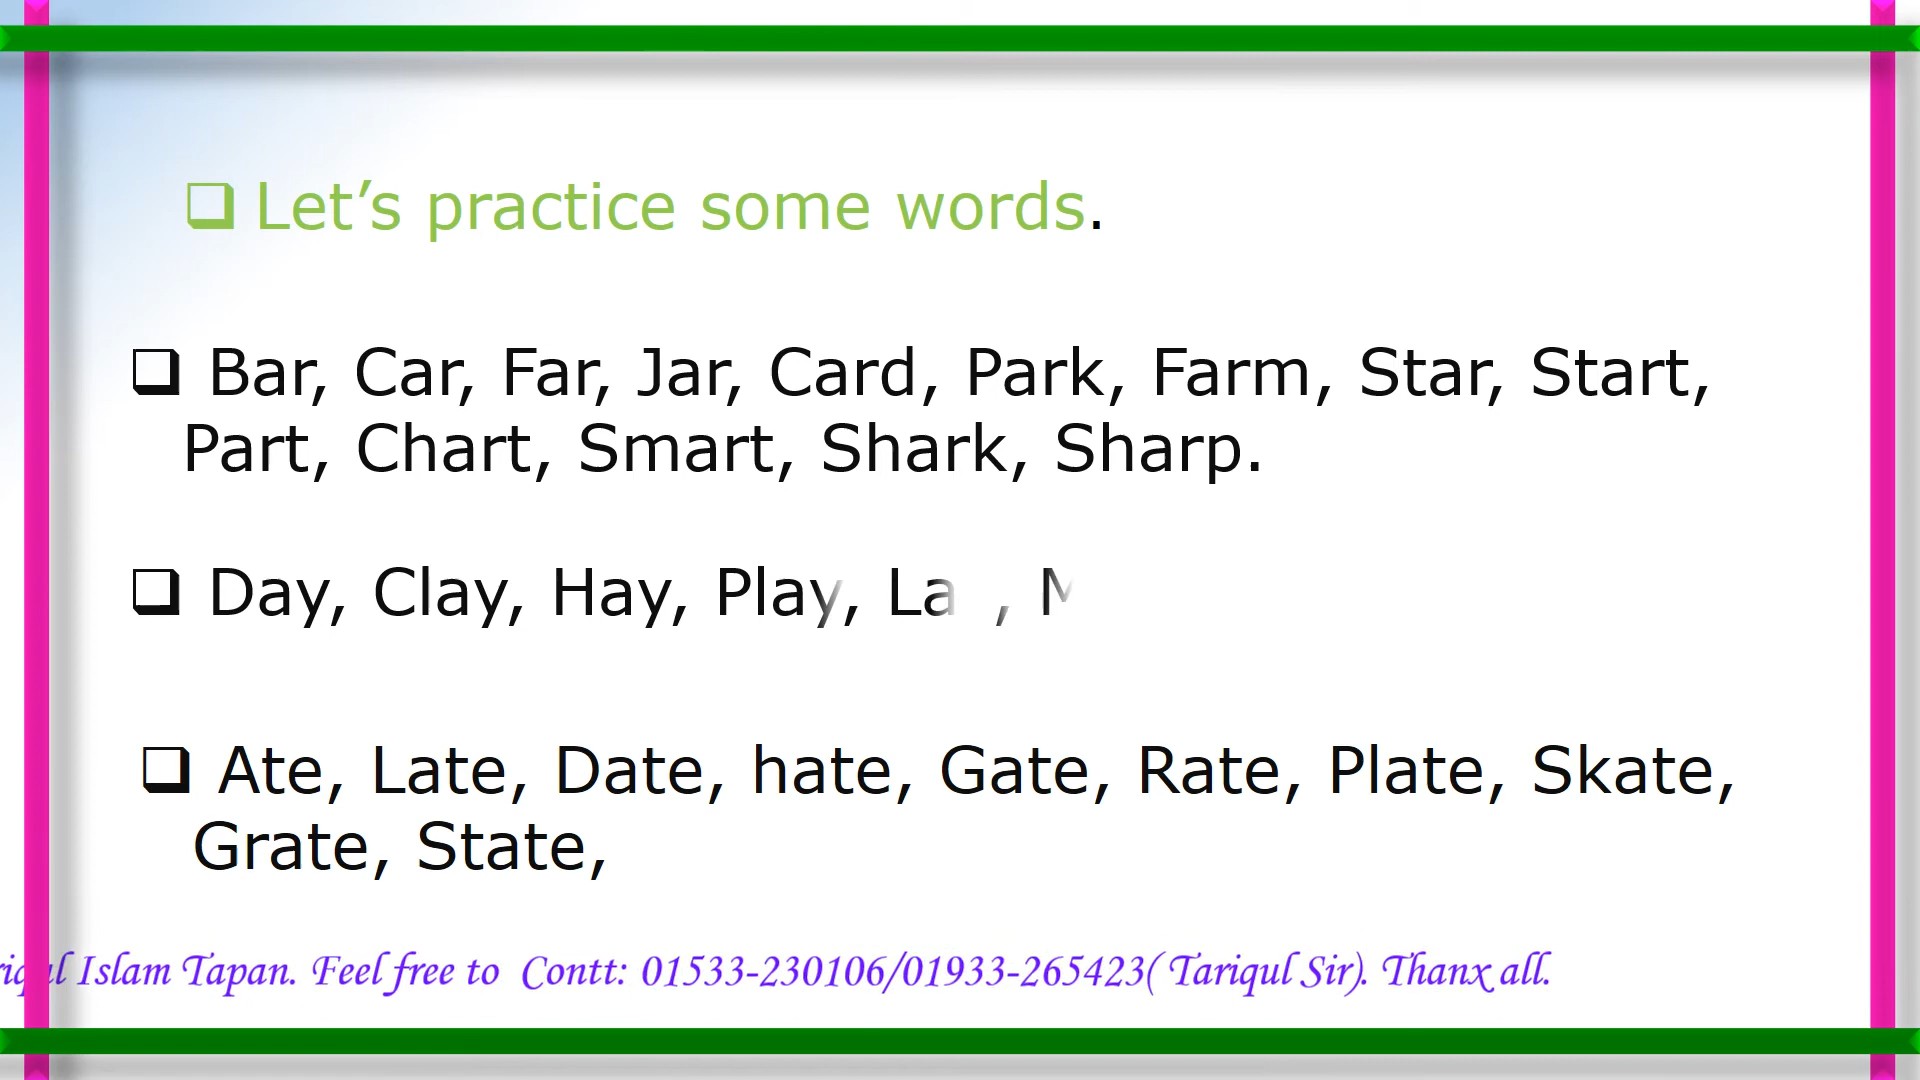 Let’s practice some words.
Bar, Car, Far, Jar, Card, Park, Farm, Star, Start,
Part, Chart, Smart, Shark, Sharp.
Day, Clay, Hay, Play,
Ate, Late, Date, hate, Gate, Rate, Plate, Skate,
Grate, State,
Islam Tapan. Feel free to Contt: 01533-230106/01933-265423( Tariqul Sir). Thanx all.